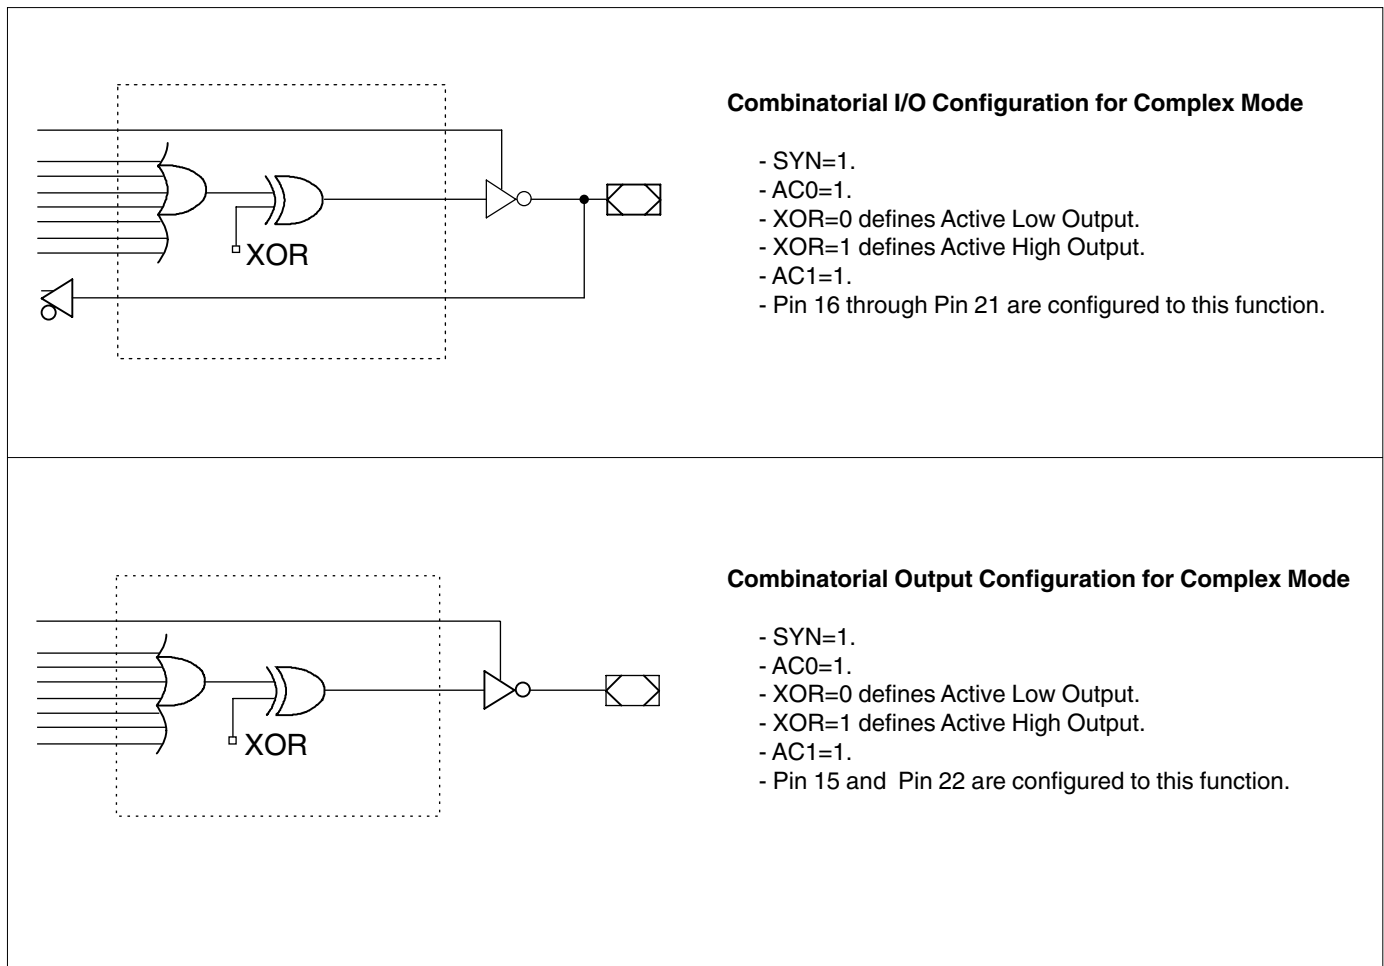 Combinatorial I/O Configuration for Complex Mode
- SYN=1.
- AC0=1.
- XOR=0 defines Active Low Output.
- XOR=1 defines Active High Output.
- AC1=1.
- Pin 16 through Pin 21 are configured to this function.
XOR
Combinatorial Output Configuration for Complex Mode
- SYN=1.
- AC0=1.
- XOR=0 defines Active Low Output.
- XOR=1 defines Active High Output.
- AC1=1.
- Pin 15 and  Pin 22 are configured to this function.
XOR